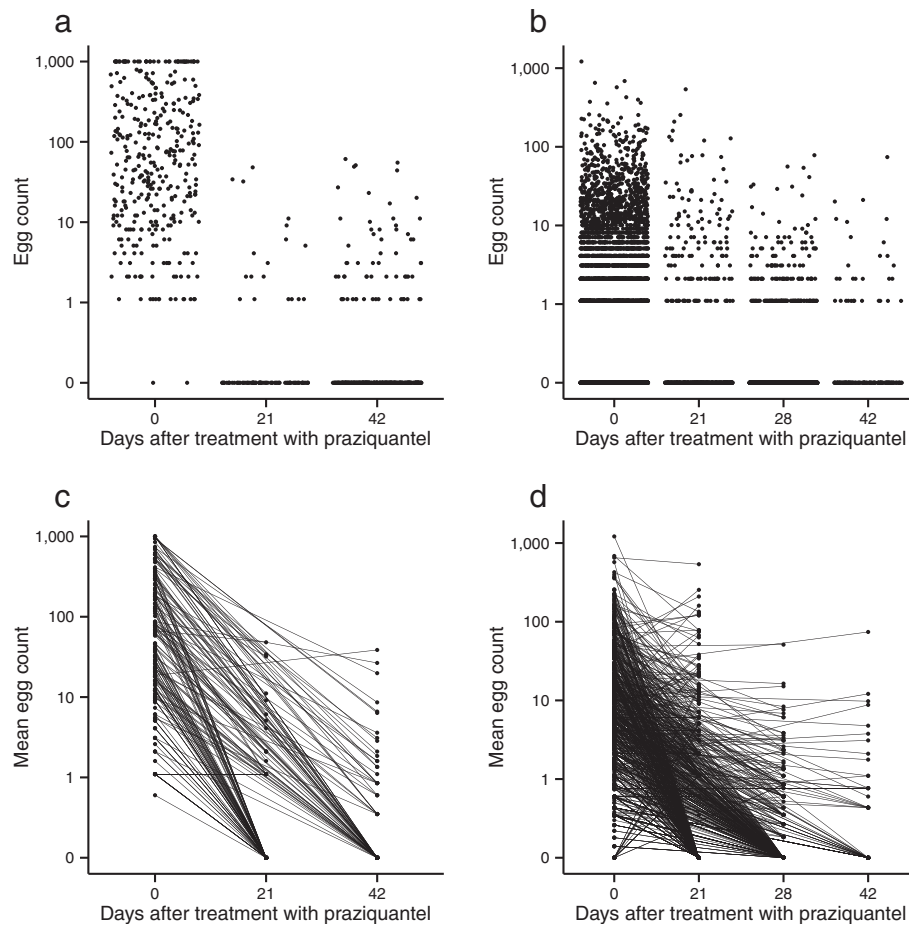 a
1,000
100
10
1
0
Egg count
0 21 42
Days after treatment with praziquantel
b
1,000
100
10
1
0
Egg count
0 21 28 42
Days after treatment with praziquantel
c
1,000
100
10
1
0
Mean egg count
0 21 42
Days after treatment with praziquantel
d
1,000
100
10
1
0
Mean egg count
0 21 28 42
Days after treatment with praziquantel